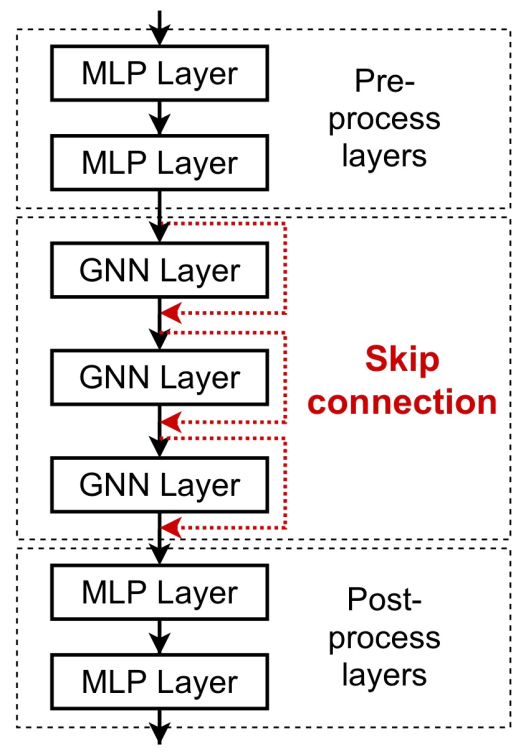 MLP Layer
Pre-
process
layers
MLP Layer
GNN Layer
GNN Layer
Skip
connection
GNN Layer
MLP Layer
Post-
process
layers
MLP Layer